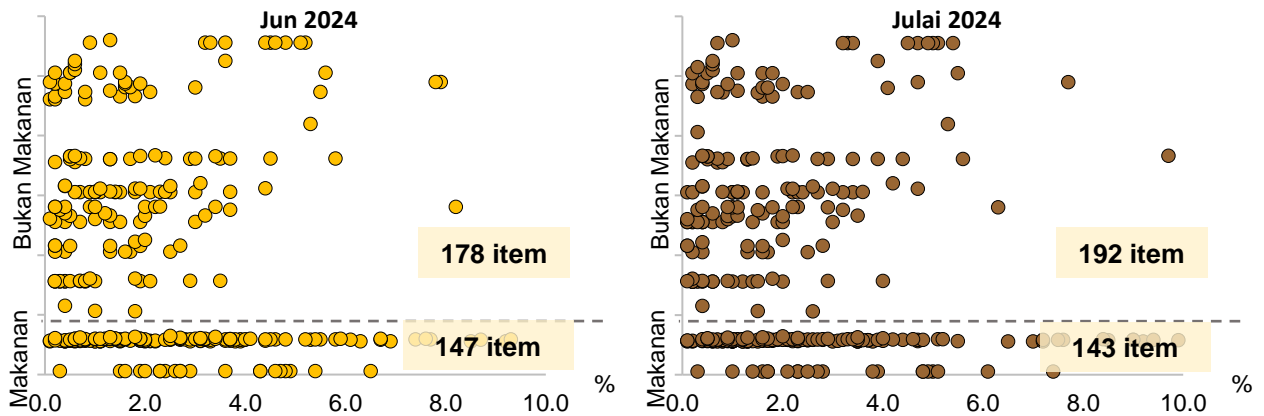 Jun 2024
Bukan Makanan
Makanan
178 item
147 item
%
0.0 2.0 4.0 6.0 8.0 10.0
Julai 2024
Bukan Makanan
Makanan
192 item
143 item
%
0.0 2.0 4.0 6.0 8.0 10.0